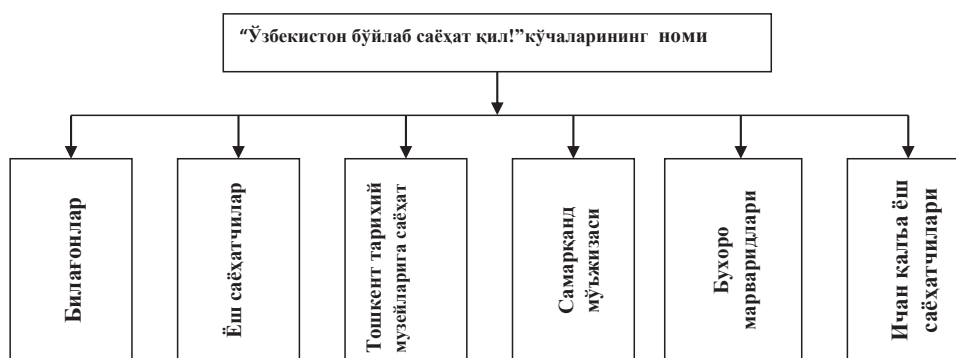 “Ўзбекистон бўйлаб саёҳат қил!”кўчаларининг номи
Билағонлар
Ёш саёҳатчилар
Тошкент тарихий
музейларига саёҳат
Самарқанд
мўъжизаси
Бухоро
марваридлари
Ичан қалъа ёш
саёҳатчилари